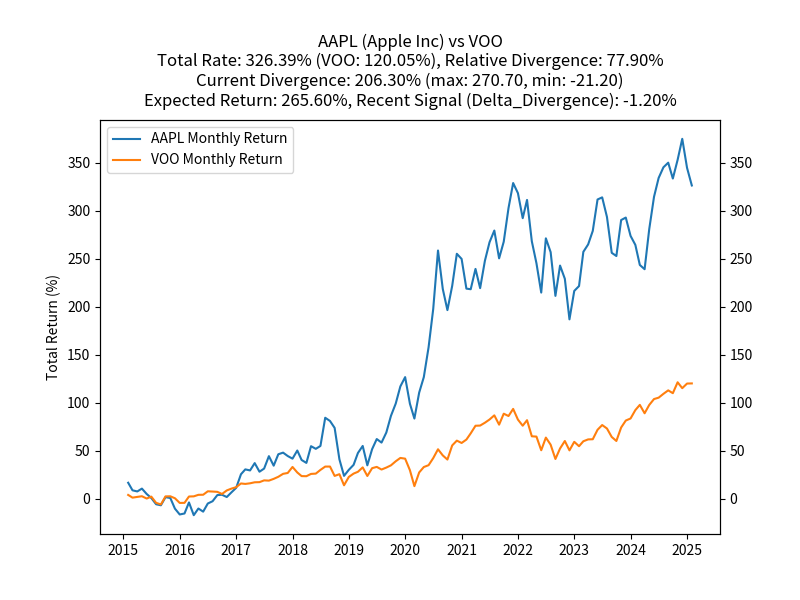 AAPL (Apple Inc) vs VOO
Total Rate: 326.39% (VOO: 120.05%), Relative Divergence: 77.90%
Current Divergence: 206.30% (max: 270.70, min: -21.20)
Expected Return: 265.60%, Recent Signal (Delta_Divergence): -1.20%
AAPL Monthly Return
VOO Monthly Return
Total Return (%)
350
350
300
300
250
250
200
200
150
150
100
100
50
50
0
0
2015 2016 2017 2018 2019 2020 2021 2022 2023 2024 2025